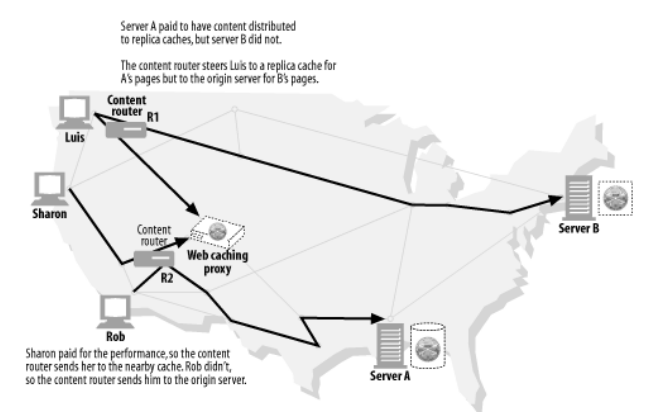 Server A paid to have content distributed
to replica caches, but server B did not.
The content router steers Luis to a replica cache for
A's pages but to the origin server for B's pages.
Content
router
R1
Luis
Sharon
Content
router
R2
Web caching
proxy
Server B
Rob
Server A
Sharon paid for the performance, so the content
router sends her to the nearby cache. Rob didn't,
so the content router sends him to the origin server.